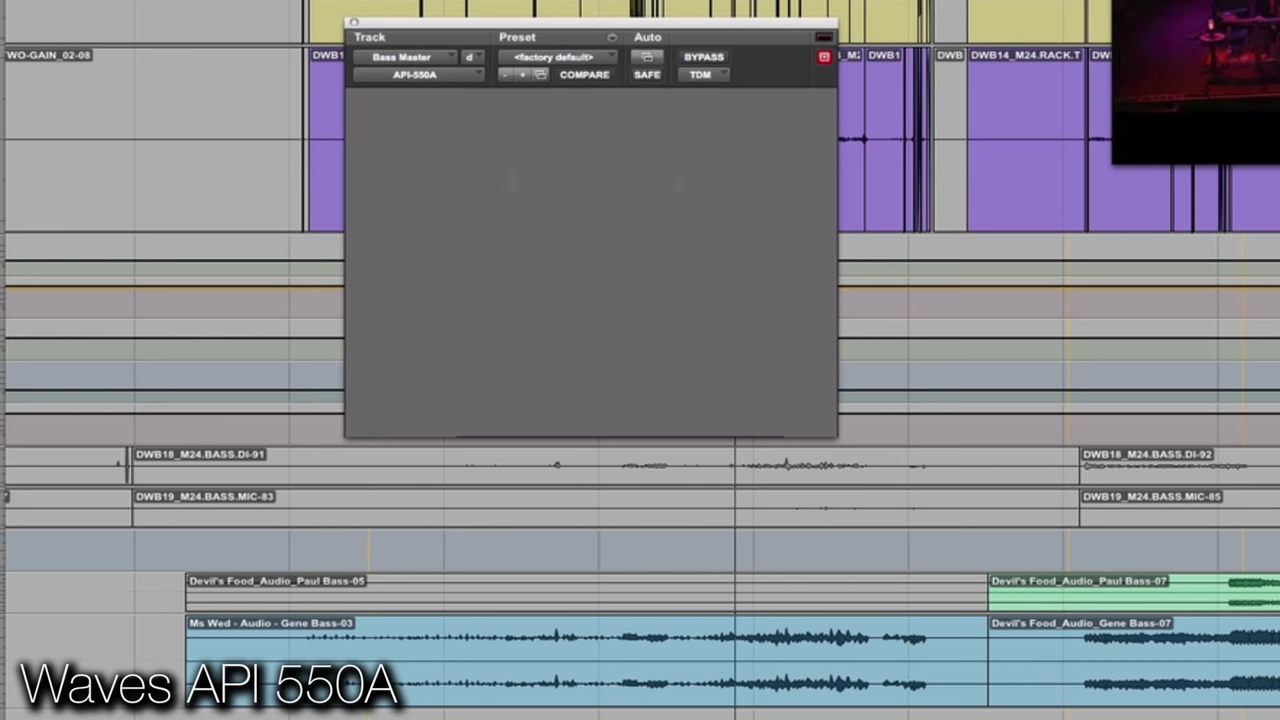 Track Preset Auto
Bass Master d <factory default> BYPASS
API-550A - + COMPARE SAFE TDM
WO-GAIN_02-08
DWB1
DWB1
DWB
DWB14_M24.RACK.T
DW
DWB18_M24.BASS.DI-91
DWB18_M24.BASS.DI-92
DWB19_M24.BASS.MIC-83
DWB19_M24.BASS.MIC-85
Devil's Food_Audio_Paul Bass-05
Devil's Food_Audio_Paul Bass-07
Ms Wed - Audio - Gene Bass-03
Devil's Food_Audio_Gene Bass-07
Waves API 550A